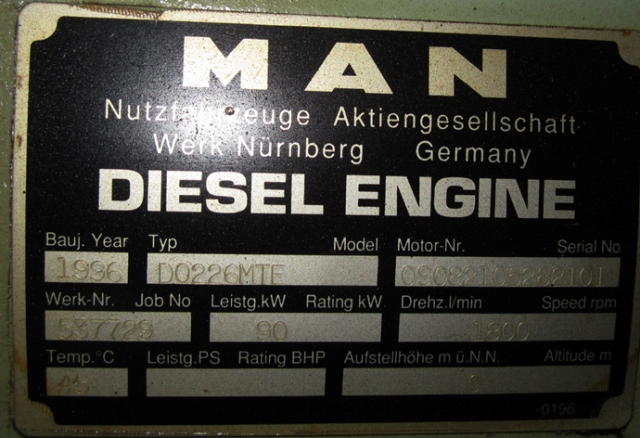 MAN
Nutzfahrzeuge Aktiengesellschaft
Werk Nürnberg Germany
DIESEL ENGINE
Bauj. Year Typ Model Motor-Nr. Serial No
1996 D0226MTE
Werk-Nr. Job No Leistg.kW Rating kW Drehz.l/min Speed rpm
537729 90 1800
Temp.°C Leistg.PS Rating BHP Aufstellhöhe m ü.N.N. Altitude m
45
-0196